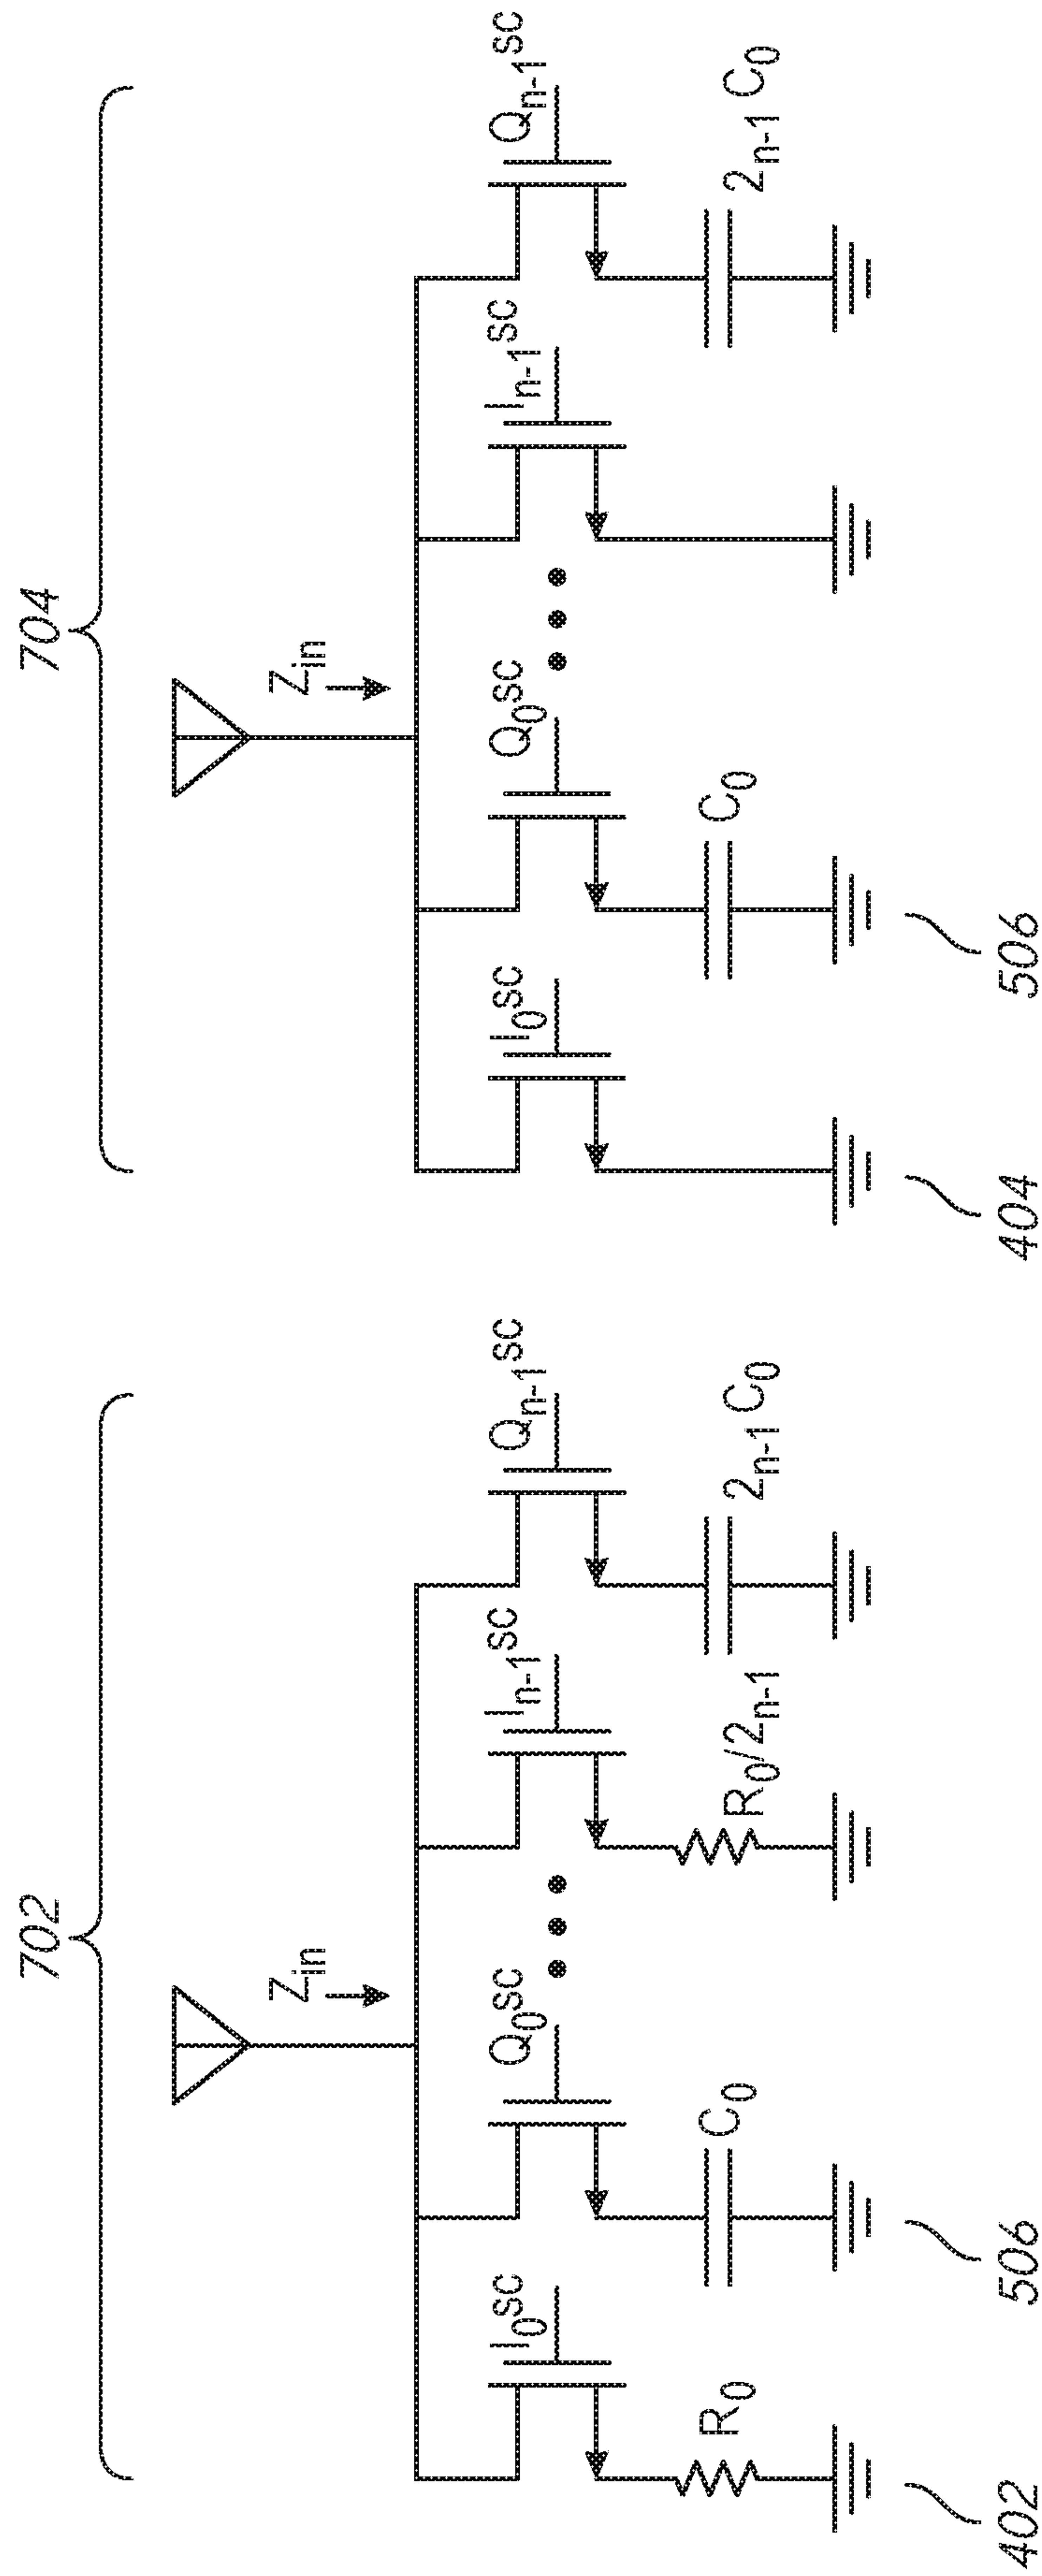 702
Z_in
I_0^SC
Q_0^SC
I_n-1^SC
Q_n-1^SC
R_0
C_0
R_0/2_n-1
2_n-1 C_0
402
506
704
Z_in
I_0^SC
Q_0^SC
I_n-1^SC
Q_n-1^SC
C_0
2_n-1 C_0
404
506